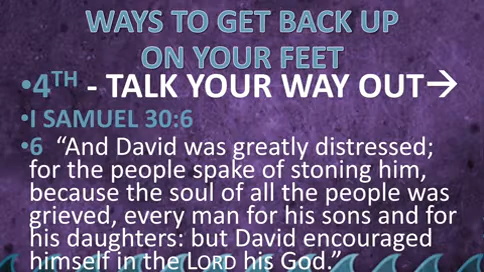 WAYS TO GET BACK UP
ON YOUR FEET
•4TH - TALK YOUR WAY OUT→
•I SAMUEL 30:6
•6 “And David was greatly distressed;
for the people spake of stoning him,
because the soul of all the people was
grieved, every man for his sons and for
his daughters: but David encouraged
himself in the LORD his God.”